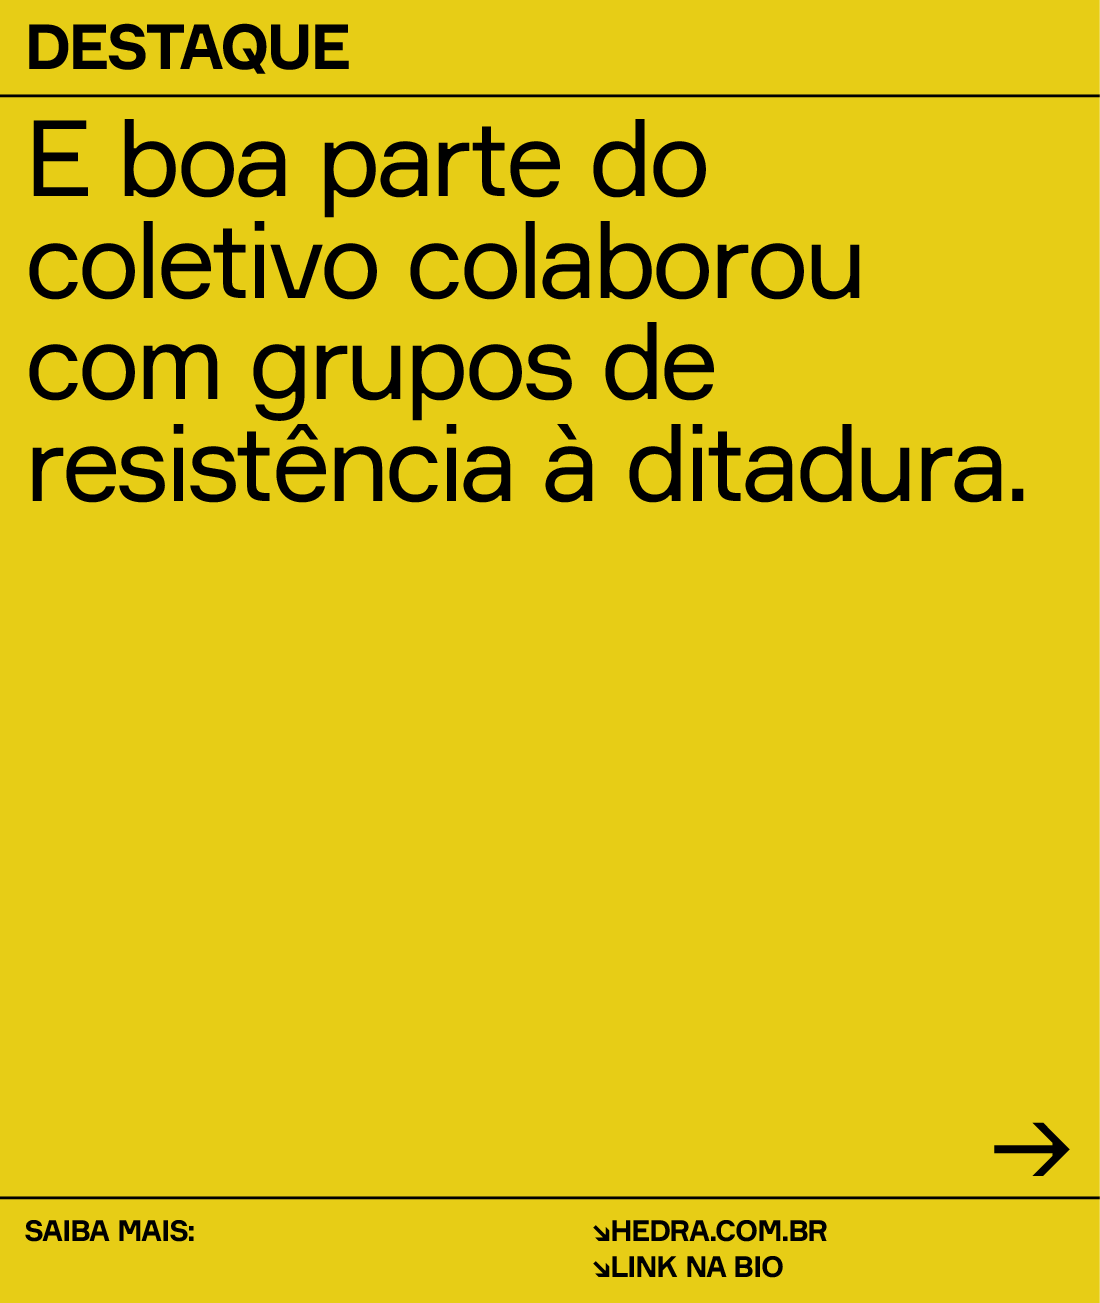 DESTAQUE
E boa parte do
coletivo colaborou
com grupos de
resistência à ditadura.
→
SAIBA MAIS:
↘HEDRA.COM.BR
↘LINK NA BIO